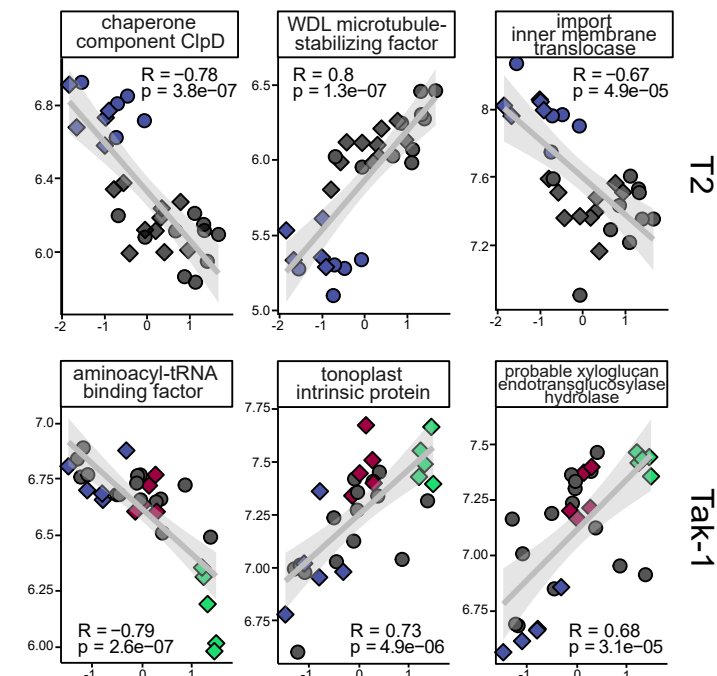 chaperone
component ClpD
WDL microtubule-
stabilizing factor
import
inner membrane
translocase
R = −0.78
p = 3.8e−07
R = 0.8
p = 1.3e−07
R = −0.67
p = 4.9e−05
6.8
6.4
6.0
6.5
6.0
5.5
5.0
8
7.6
7.2
-2 -1 0 1
-2 -1 0 1
-2 -1 0 1
T2
aminoacyl-tRNA
binding factor
tonoplast
intrinsic protein
probable xyloglucan
endotransglucosylase
hydrolase
7.0
6.75
6.5
6.25
6.00
7.75
7.5
7.25
7.00
6.75
7.5
7.25
7.00
6.75
R = −0.79
p = 2.6e−07
R = 0.73
p = 4.9e−06
R = 0.68
p = 3.1e−05
-1 0 1
-1 0 1
-1 0 1
Tak-1